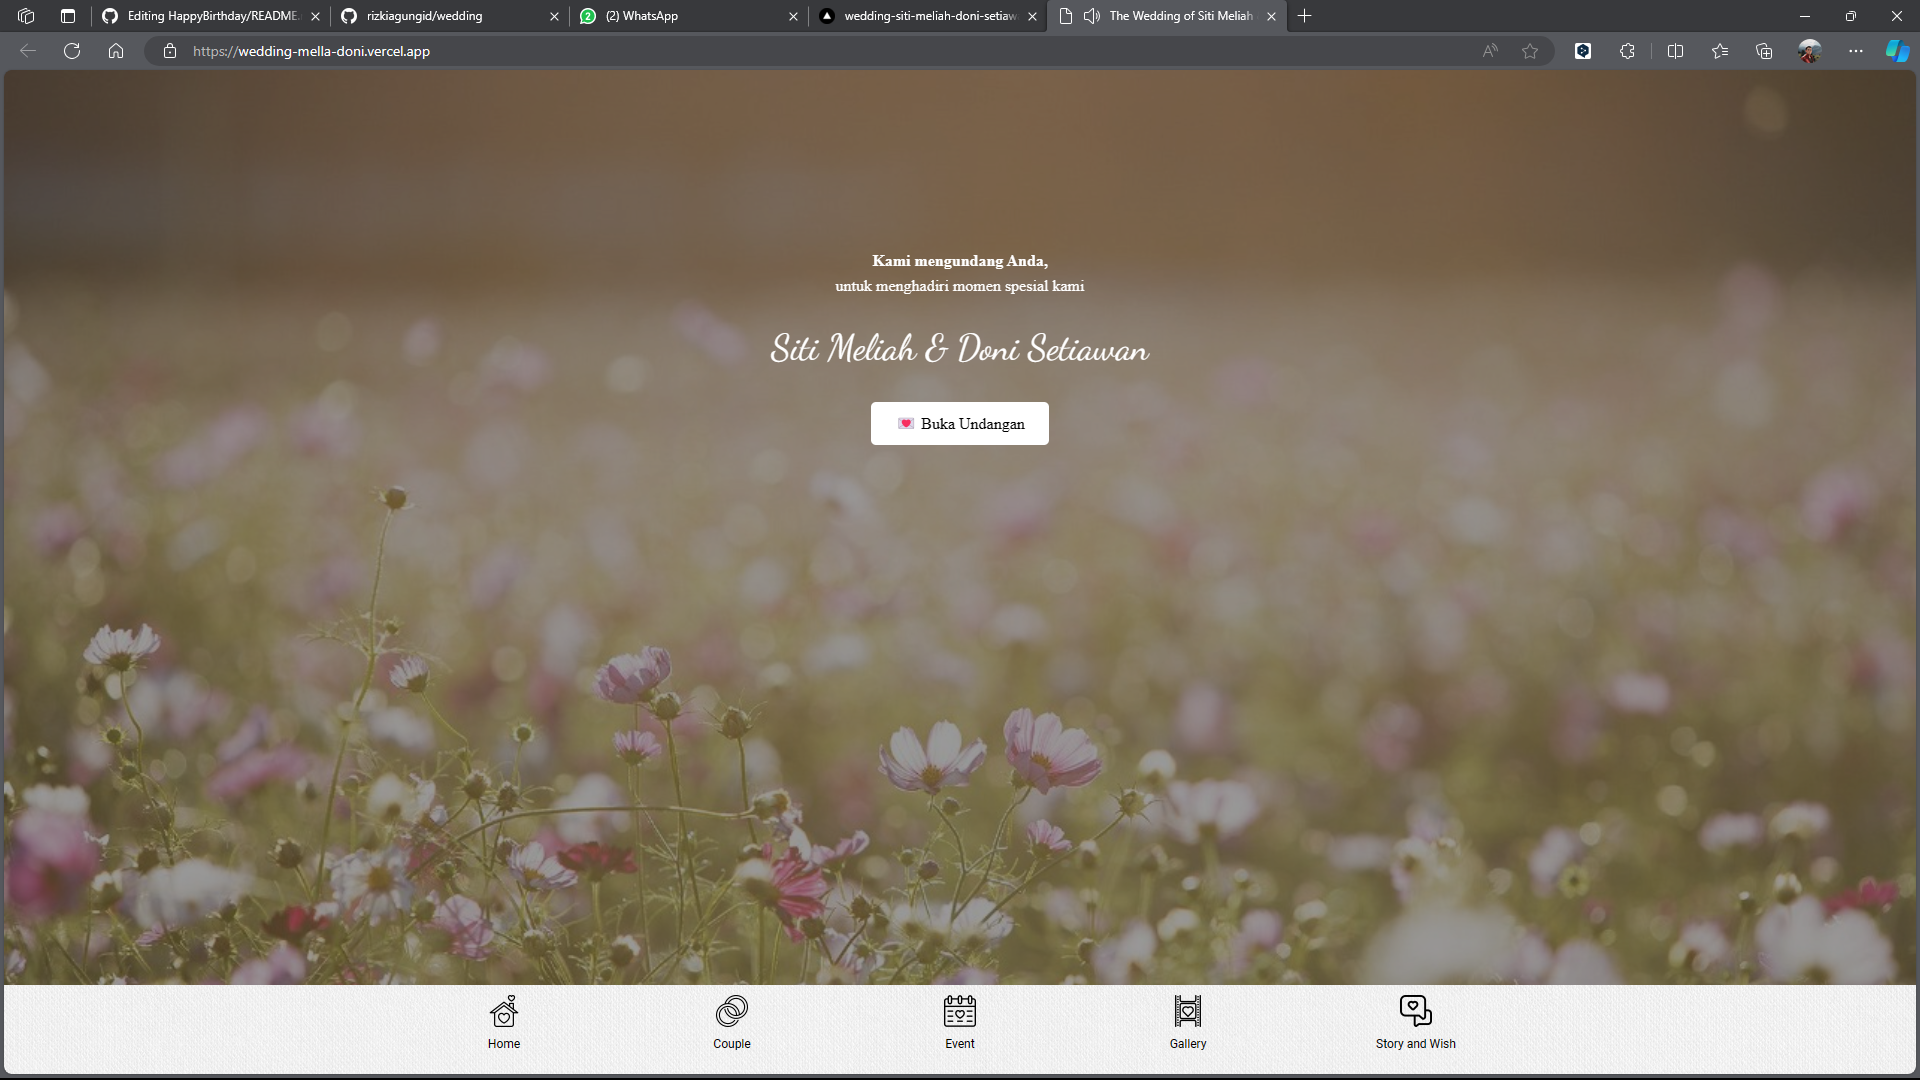 Editing HappyBirthday/README.
rizkiagungid/wedding
(2) WhatsApp
wedding-siti-meliah-doni-setiaw
The Wedding of Siti Meliah
https://wedding-mella-doni.vercel.app
Kami mengundang Anda,
untuk menghadiri momen spesial kami
Siti Meliah & Doni Setiawan
💌 Buka Undangan
Home
Couple
Event
Gallery
Story and Wish